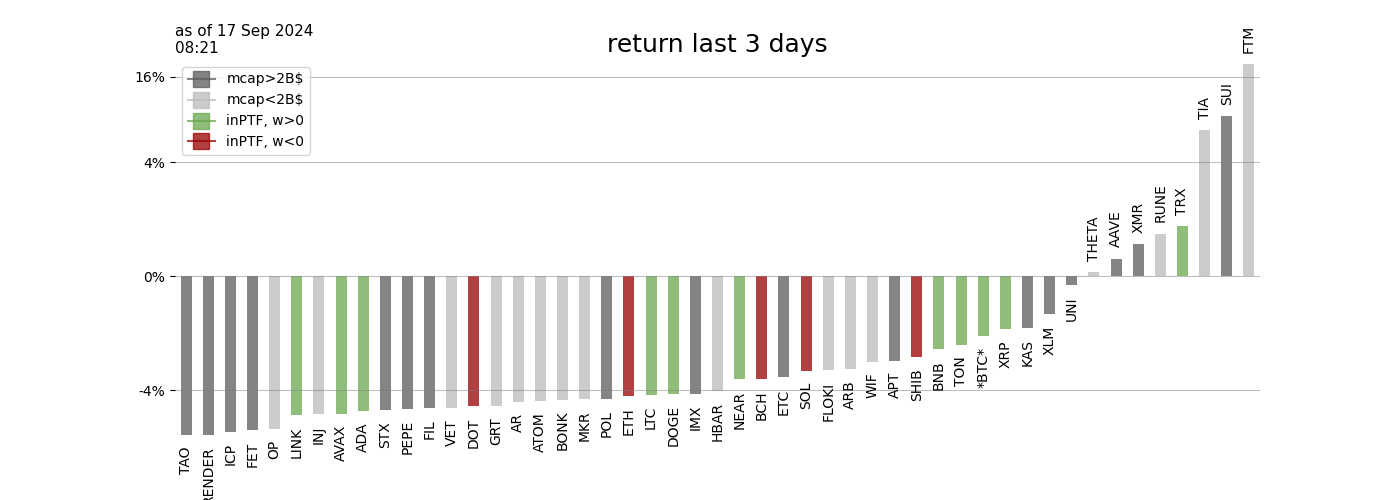 as of 17 Sep 2024
08:21
return last 3 days
mcap>2B$
mcap<2B$
inPTF, w>0
inPTF, w<0
16%
4%
0%
-4%
TAO
RENDER
ICP
FET
OP
LINK
INJ
AVAX
ADA
STX
PEPE
FIL
VET
DOT
GRT
AR
ATOM
BONK
MKR
POL
ETH
LTC
DOGE
IMX
HBAR
NEAR
BCH
ETC
SOL
FLOKI
ARB
WIF
APT
SHIB
BNB
TON
*BTC*
XRP
KAS
XLM
UNI
THETA
AAVE
XMR
RUNE
TRX
TIA
SUI
FTM